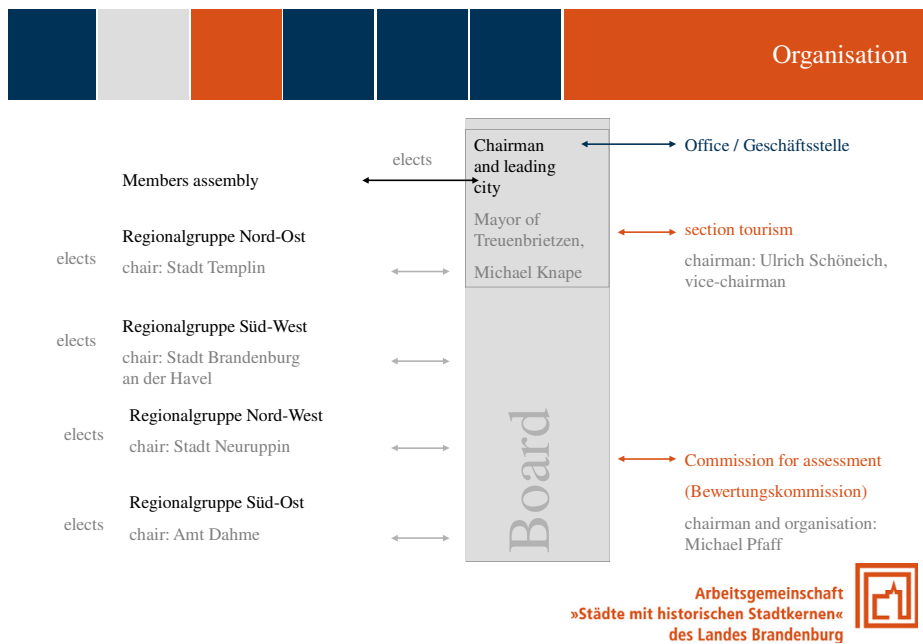 Organisation
elects
Members assembly
Chairman
and leading
city
Mayor of
Treuenbrietzen,
Michael Knape
Office / Geschäftsstelle
elects
Regionalgruppe Nord-Ost
chair: Stadt Templin
section tourism
chairman: Ulrich Schöneich,
vice-chairman
elects
Regionalgruppe Süd-West
chair: Stadt Brandenburg
an der Havel
elects
Regionalgruppe Nord-West
chair: Stadt Neuruppin
elects
Regionalgruppe Süd-Ost
chair: Amt Dahme
Board
Commission for assessment
(Bewertungskommission)
chairman and organisation:
Michael Pfaff
Arbeitsgemeinschaft
»Städte mit historischen Stadtkernen«
des Landes Brandenburg